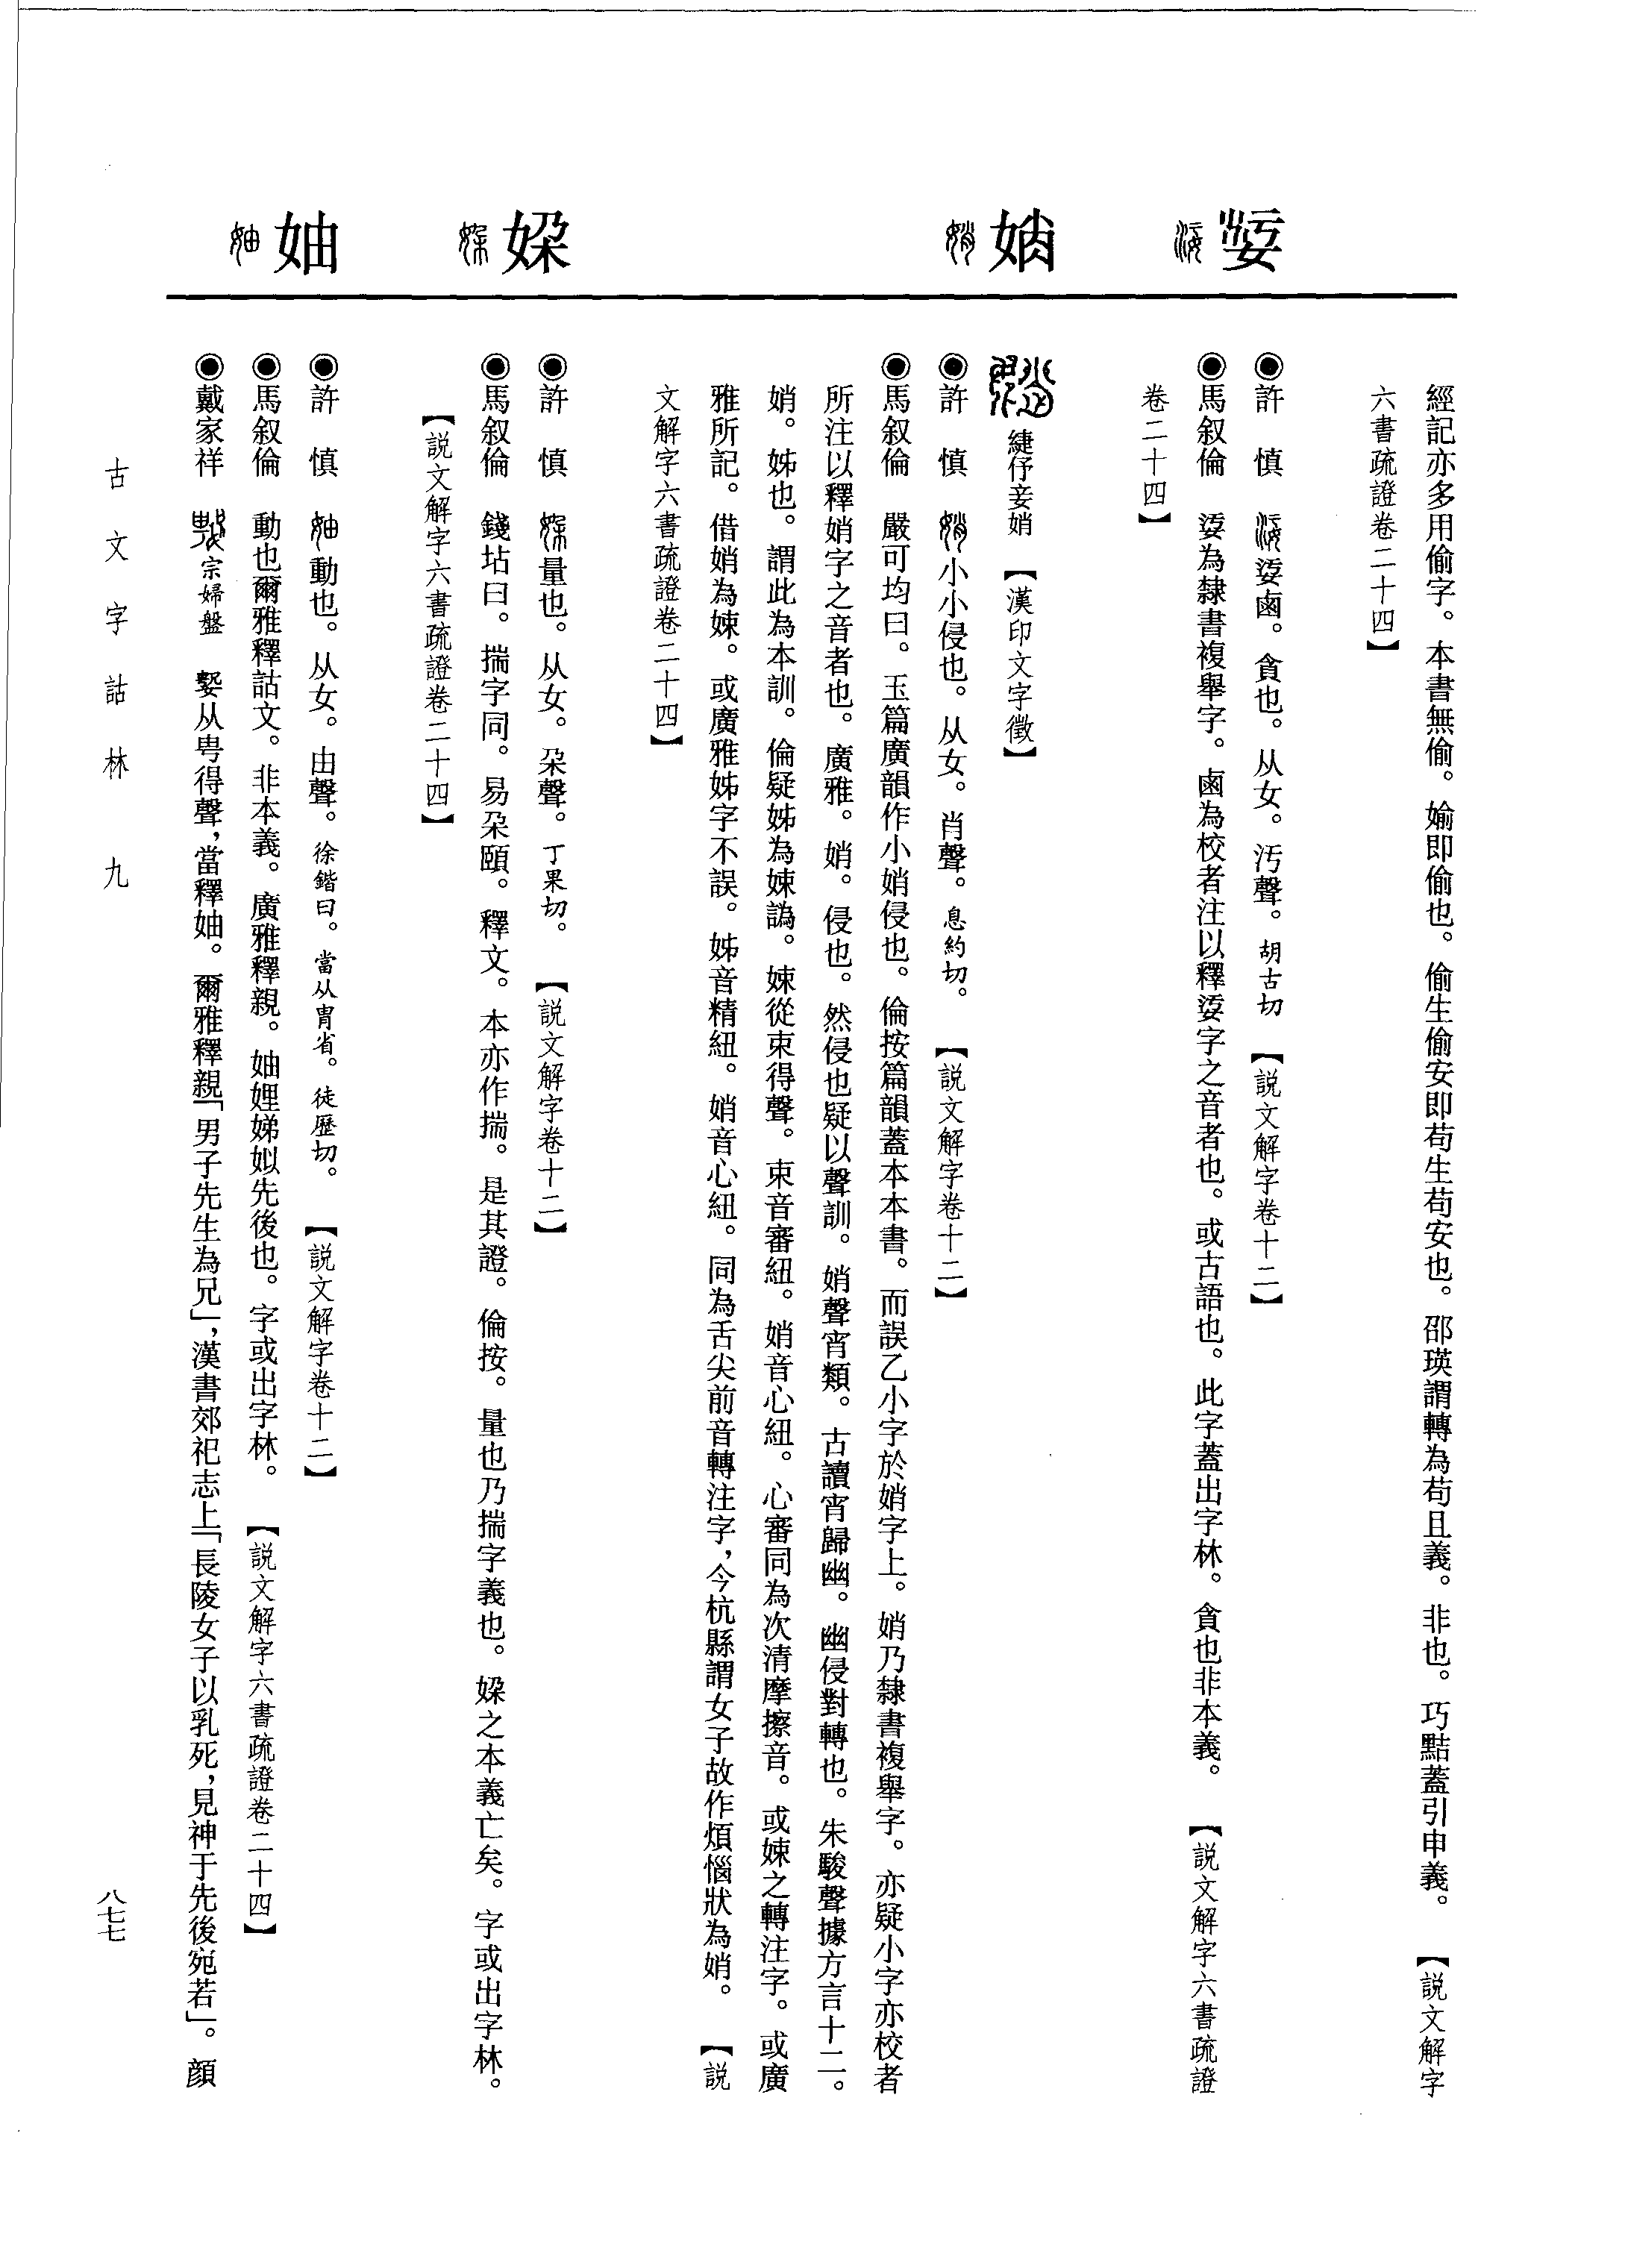 洿女
娋
媣
妯
經記亦多用偷字。本書無偷。媮即偷也。偷生偷安即苟生苟安也。邵瑛謂轉為苟且義。非也。巧黠蓋引申義。 【説文解字
六書疏證卷二十四】
◉許　慎　㛎鹵。貪也。从女。汚聲。胡古切　【説文解字卷十二】
◉馬叙倫　㛎為隸書複舉字。鹵為校者注以釋㛎字之音者也。或古語也。此字蓋出字林。貪也非本義。 【説文解字六書疏證
卷二十四】
緁伃妾娋　【漢印文字徵】
◉許　慎　小小侵也。从女。肖聲。息約切。 【説文解字卷十二】
◉馬叙倫　嚴可均曰。玉篇廣韻作小娋侵也。倫按篇韻蓋本本書。而誤乙小字於娋字上。娋乃隸書複舉字。亦疑小字亦校者
所注以釋娋字之音者也。廣雅。娋。侵也。然侵也疑以聲訓。娋聲宵類。古讀宵歸幽。幽侵對轉也。朱駿聲據方言十二。
娋。姊也。謂此為本訓。倫疑姊為娕譌。娕從朿得聲。朿音審紐。娋音心紐。心審同為次清摩擦音。或娕之轉注字。或廣
雅所記。借娋為娕。或廣雅姊字不誤。姊音精紐。娋音心紐。同為舌尖前音轉注字，今杭縣謂女子故作煩惱狀為娋。 【説
文解字六書疏證卷二十四】
◉許　慎　量也。从女。朶聲。丁果切。 【説文解字卷十二】
◉馬叙倫　錢坫曰。揣字同。易朶頤。釋文。本亦作揣。是其證。倫按。量也乃揣字義也。媣之本義亡矣。字或出字林。
【説文解字六書疏證卷二十四】
◉許　慎　動也。从女。由聲。徐鍇曰。當从胄省。徒歷切。 【説文解字卷十二】
◉馬叙倫　動也爾雅釋詁文。非本義。廣雅釋親。妯娌娣姒先後也。字或出字林。 【説文解字六書疏證卷二十四】
◉戴家祥　宗婦盤　从甹得聲，當釋妯。爾雅釋親「男子先生為兄」，漢書郊祀志上「長陵女子以乳死，見神于先後宛若」。顔
古文字詁林　九
八七七